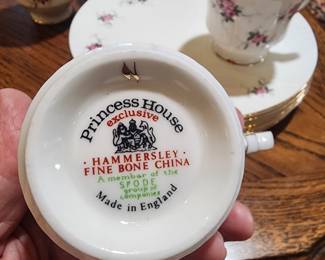 Princess House
exclusive
· HAMMERSLEY ·
FINE BONE CHINA
A member of the
SPODE
group of
companies
Made in England